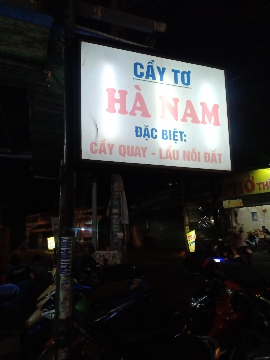 CẦY TƠ
HÀ NAM
ĐẶC BIỆT:
CẦY QUAY - LẨU NỒI ĐẤT